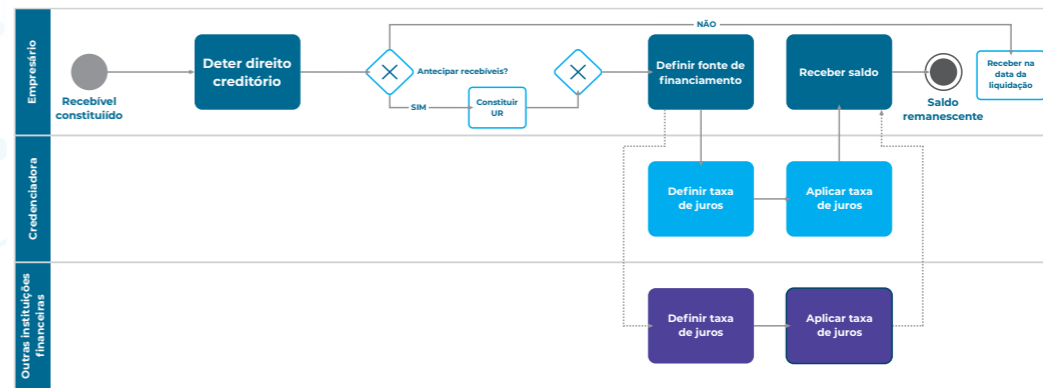 Empresário
Recebível
constituiído
Deter direito
creditório
Antecipar recebíveis?
NÃO
SIM
Constituir
UR
Definir fonte de
financiamento
Receber saldo
Saldo
remanescente
Receber na
data da
liquidação
Credenciadora
Definir taxa
de juros
Aplicar taxa
de juros
Outras instituições
financeiras
Definir taxa
de juros
Aplicar taxa
de juros